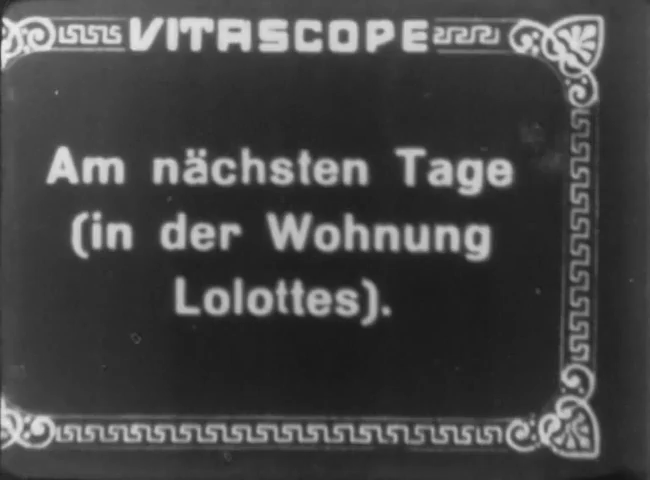 VITASCOPE
Am nächsten Tage
(in der Wohnung
Lolottes).